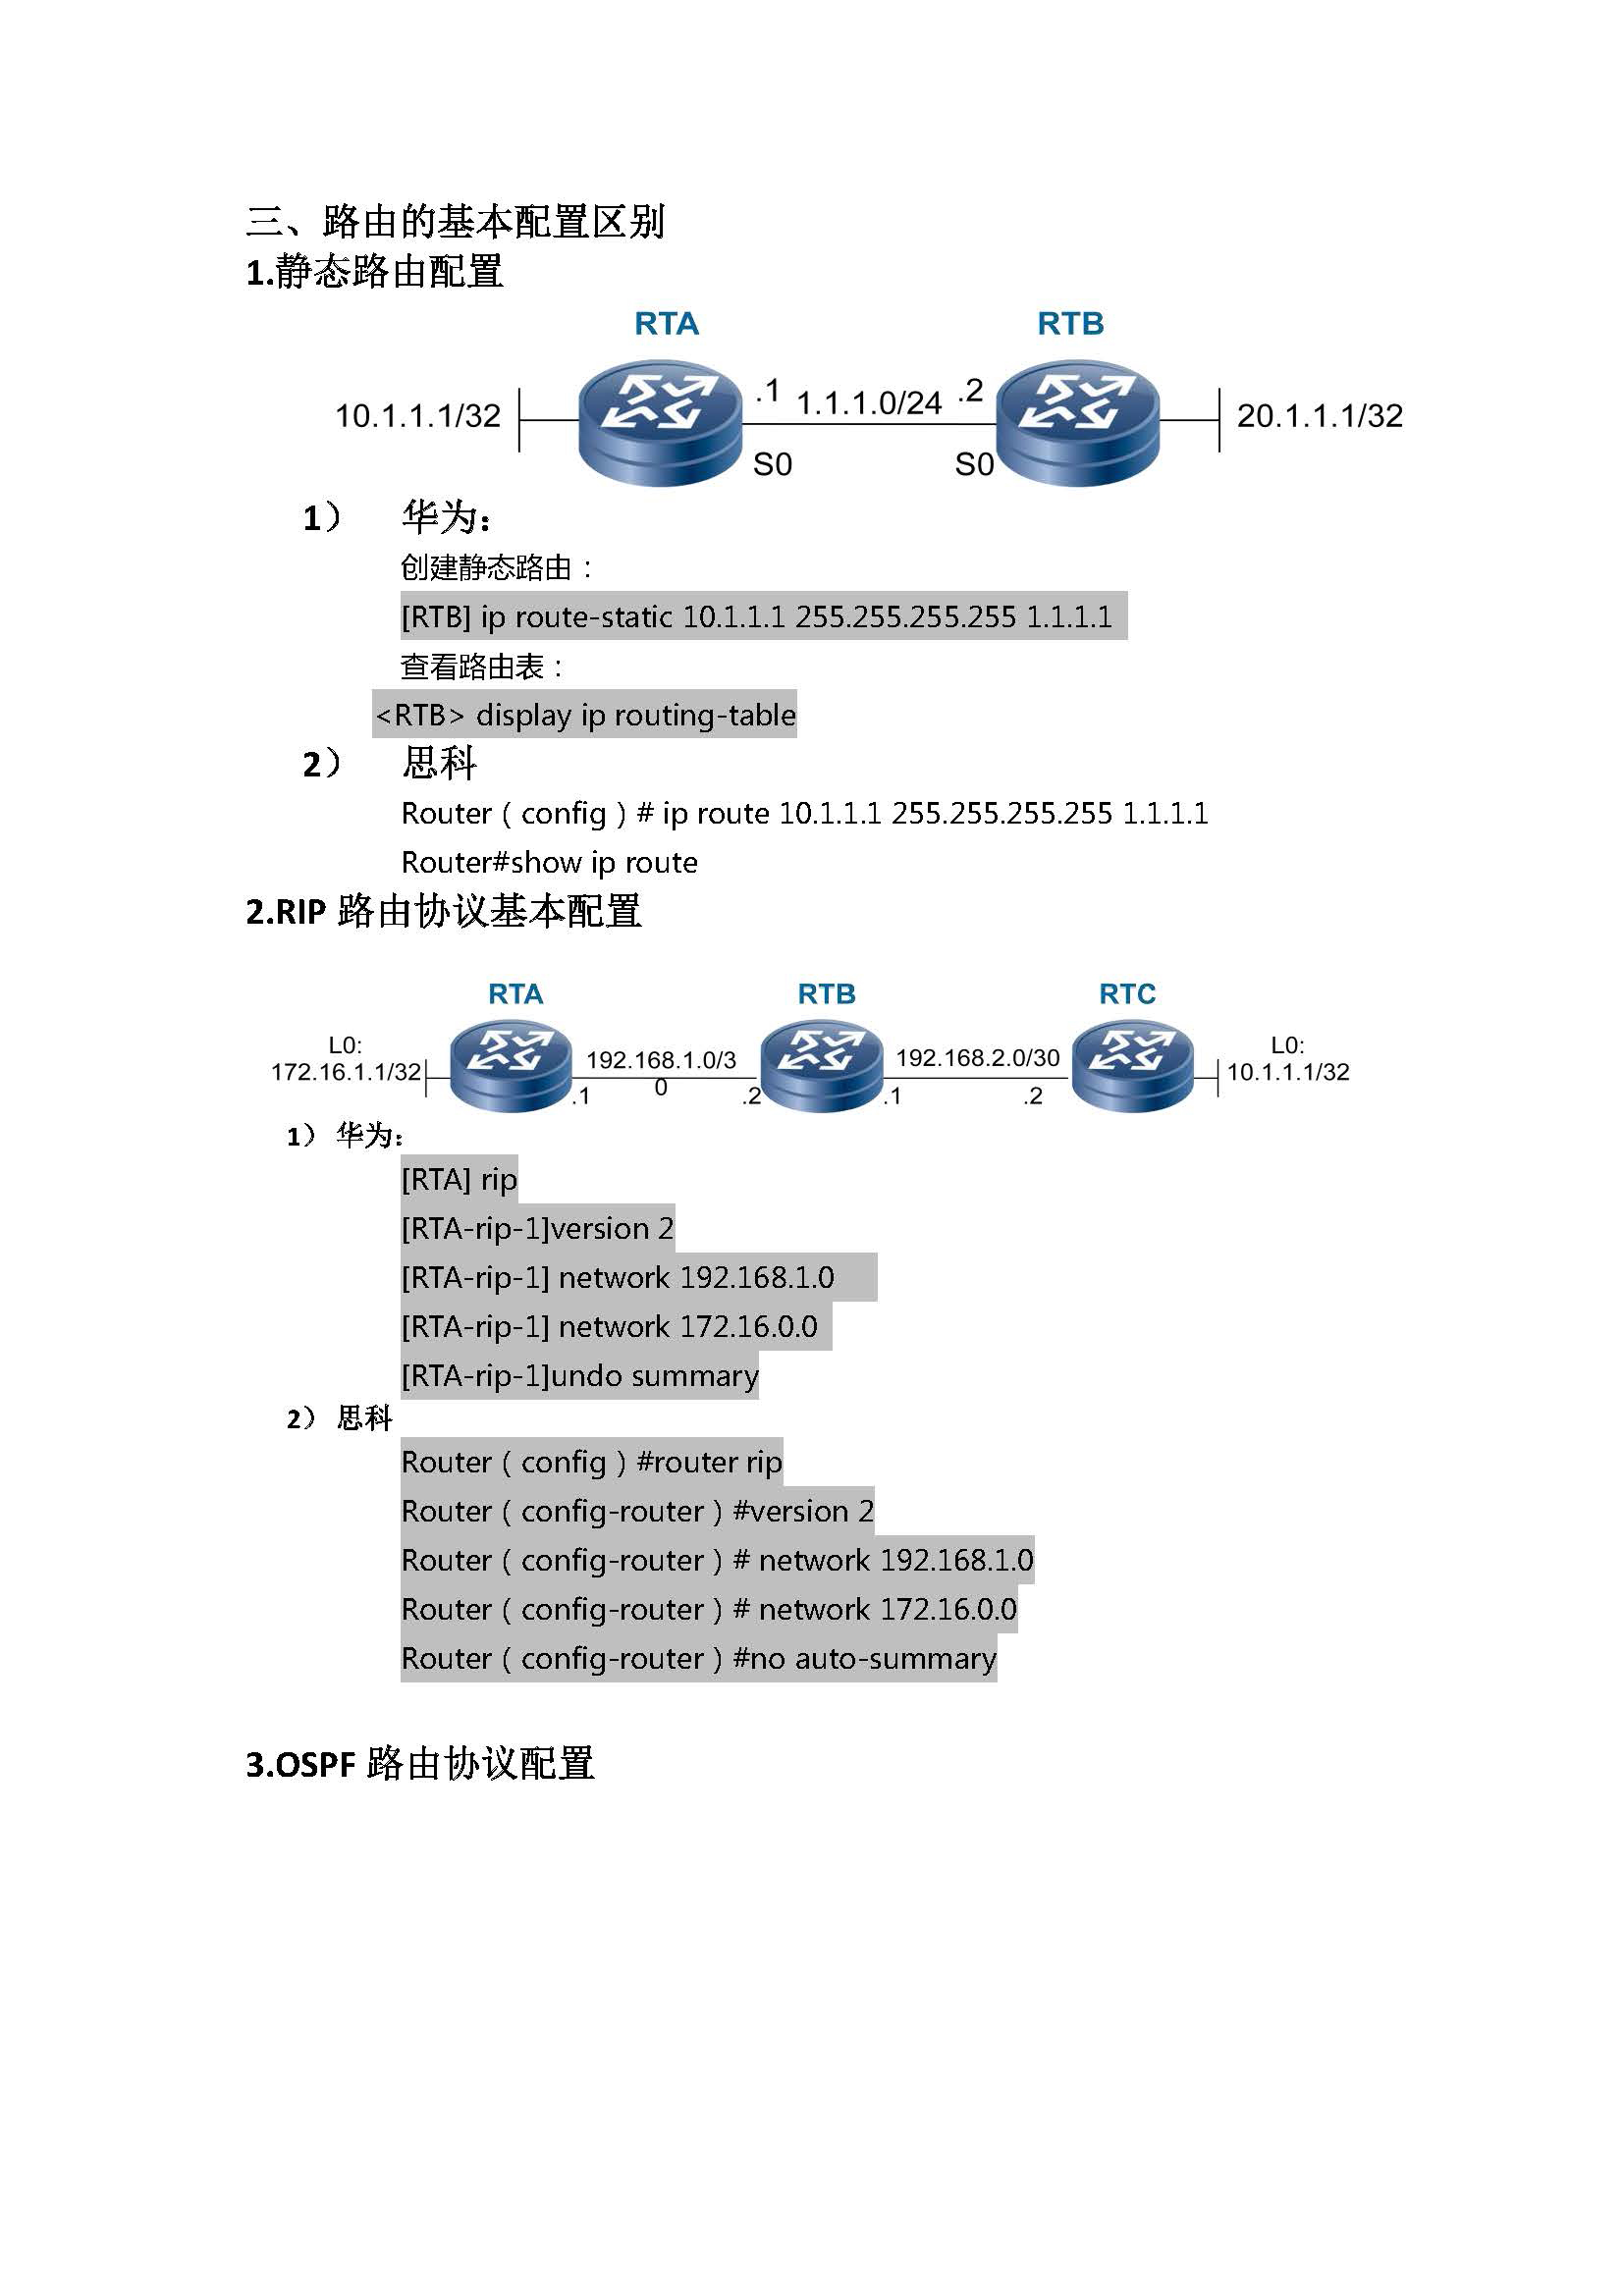 三、路由的基本配置区别
1.静态路由配置
RTA RTB
10.1.1.1/32 .1 1.1.1.0/24 .2 20.1.1.1/32
S0 S0
1） 华为：
创建静态路由：
[RTB] ip route-static 10.1.1.1 255.255.255.255 1.1.1.1
查看路由表：
<RTB> display ip routing-table
2） 思科
Router（config）# ip route 10.1.1.1 255.255.255.255 1.1.1.1
Router#show ip route
2.RIP 路由协议基本配置
RTA RTB RTC
L0: L0:
172.16.1.1/32 192.168.1.0/3 192.168.2.0/30 10.1.1.1/32
.1 0 .2 .1 .2
1） 华为：
[RTA] rip
[RTA-rip-1]version 2
[RTA-rip-1] network 192.168.1.0
[RTA-rip-1] network 172.16.0.0
[RTA-rip-1]undo summary
2） 思科
Router（config）#router rip
Router（config-router）#version 2
Router（config-router）# network 192.168.1.0
Router（config-router）# network 172.16.0.0
Router（config-router）#no auto-summary
3.OSPF 路由协议配置